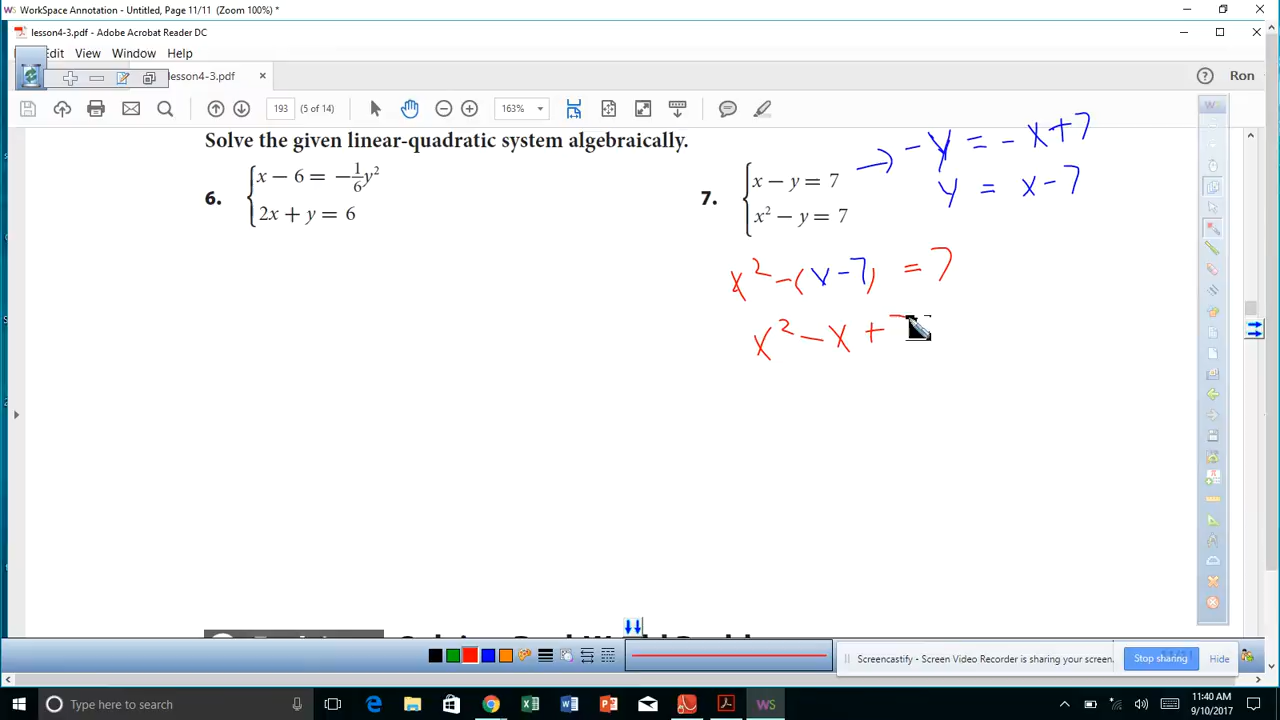 WorkSpace Annotation - Untitled, Page 11/11 (Zoom 100%) *
lesson4-3.pdf - Adobe Acrobat Reader DC
Edit View Window Help
lesson4-3.pdf ×
Ron
193 (5 of 14) 163%
WS
Solve the given linear-quadratic system algebraically.
6. { x − 6 = −1/6y²
2x + y = 6
7. { x − y = 7
x² − y = 7
→ -y = -x+7
y = x-7
x² -(x-7) = 7
x² - x + 7
Screencastify - Screen Video Recorder is sharing your screen.
Stop sharing
Hide
Type here to search
WS
11:40 AM
9/10/2017